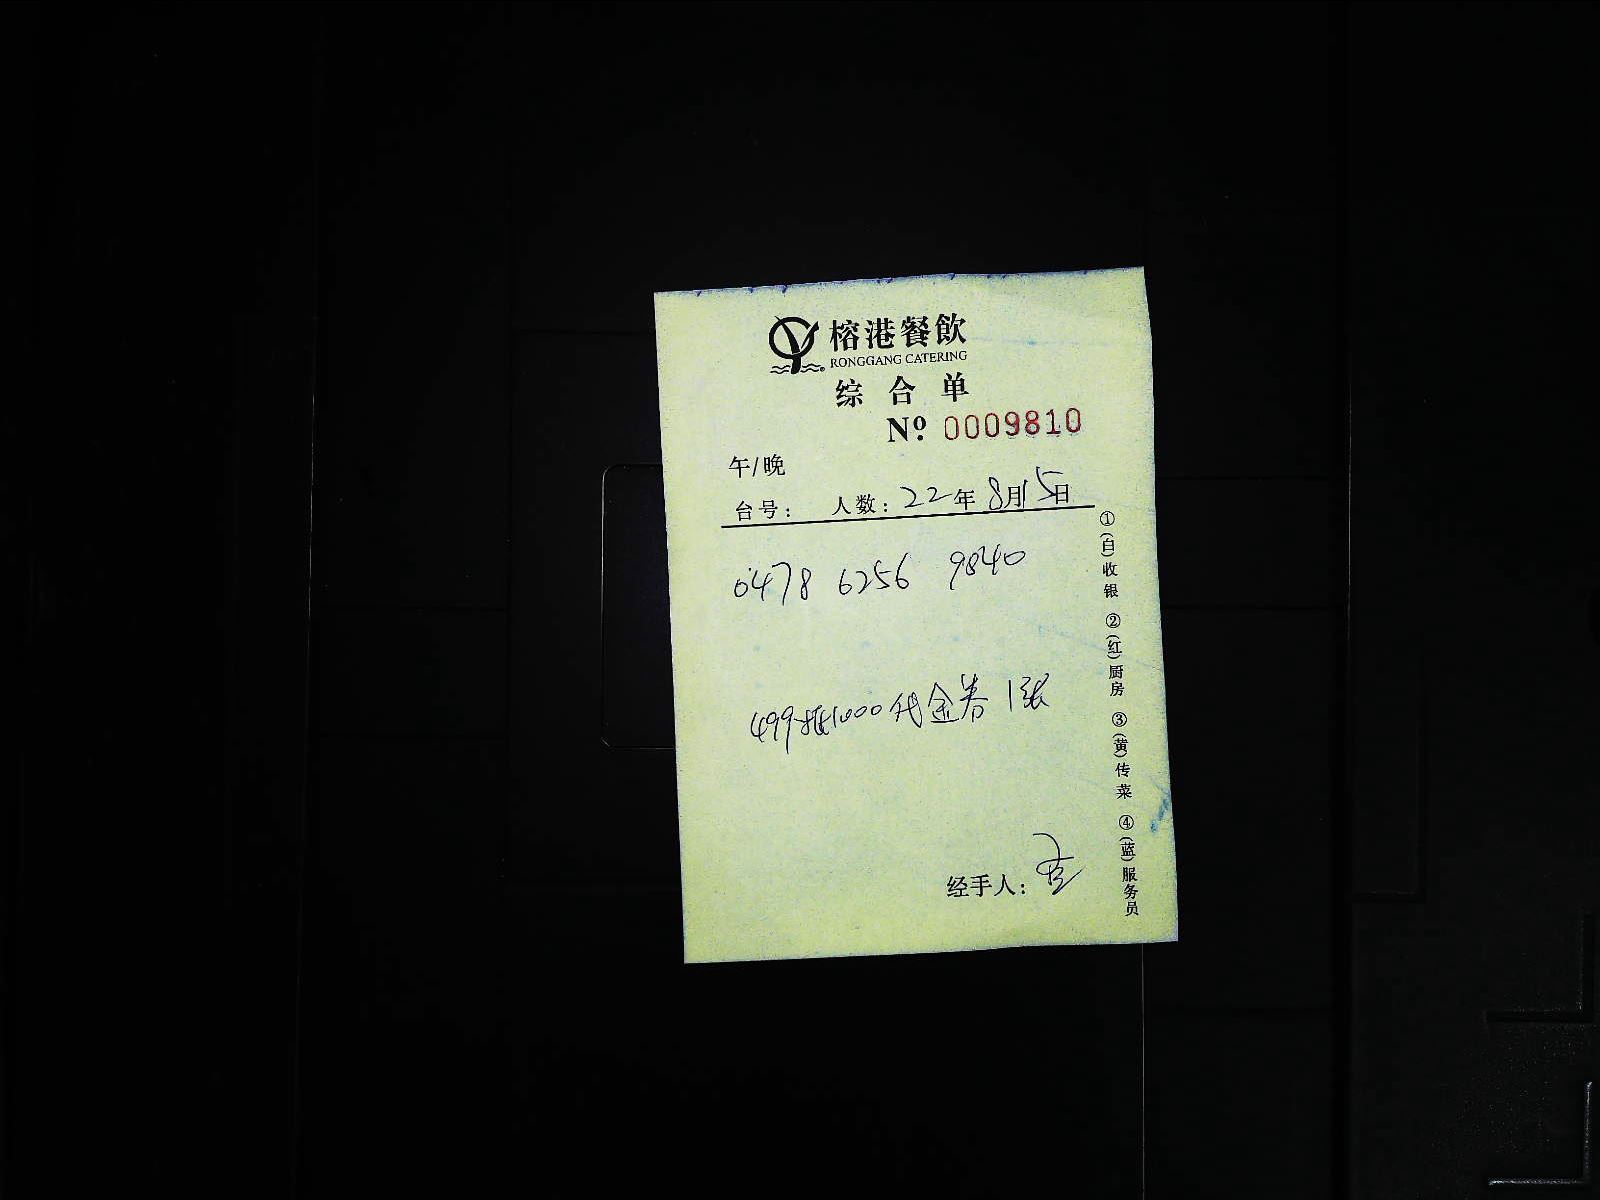 榕港餐飲
RONGGANG CATERING
综合单
Nº: 0009810
午/晚
台号: 人数: 22年8月15日
0478 6256 9840
499抵1000代金券1张
经手人:
①(白)收银 ②(红)厨房 ③(黄)传菜 ④(蓝)服务员